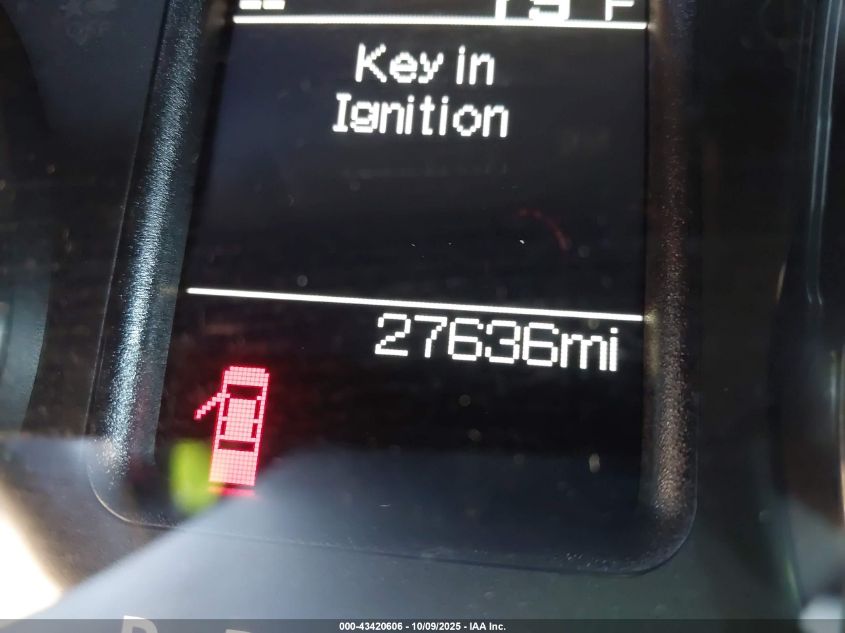 Key in
Ignition
27636mi
000-43420606 - 10/09/2025 - IAA Inc.